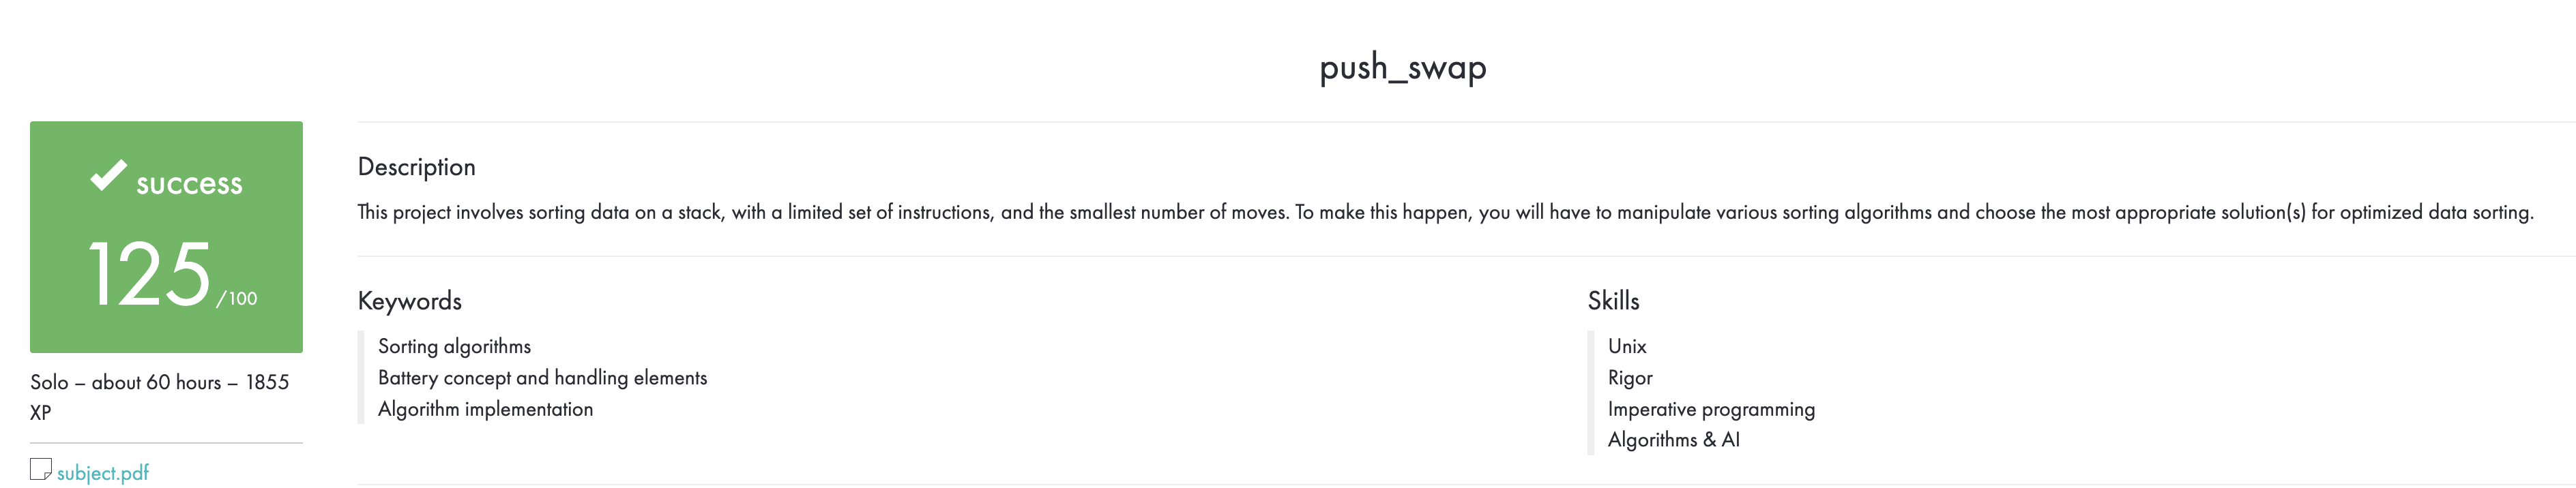 push_swap
success
125/100
Solo – about 60 hours – 1855
XP
subject.pdf
Description
This project involves sorting data on a stack, with a limited set of instructions, and the smallest number of moves. To make this happen, you will have to manipulate various sorting algorithms and choose the most appropriate solution(s) for optimized data sorting.
Keywords
Sorting algorithms
Battery concept and handling elements
Algorithm implementation
Skills
Unix
Rigor
Imperative programming
Algorithms & AI